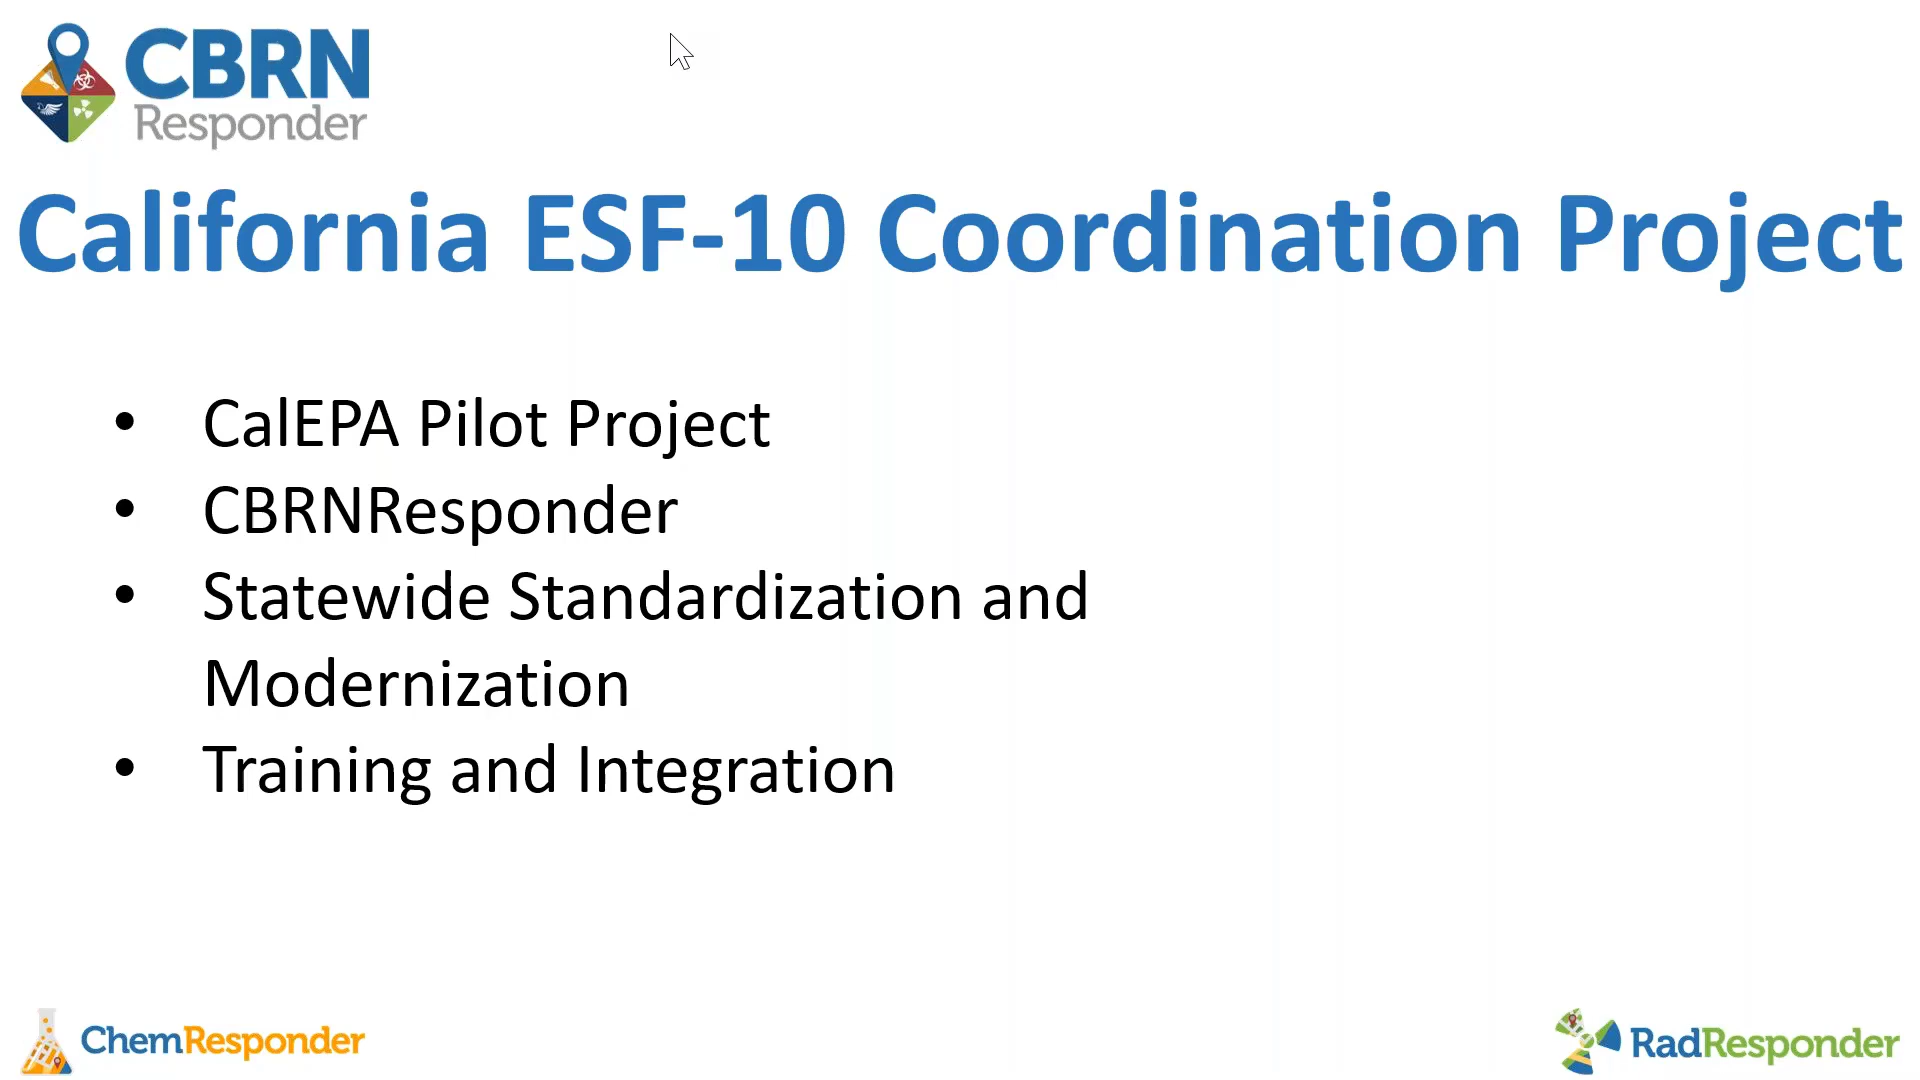 CBRN
Responder
California ESF-10 Coordination Project
• CalEPA Pilot Project
• CBRNResponder
• Statewide Standardization and
Modernization
• Training and Integration
ChemResponder
RadResponder